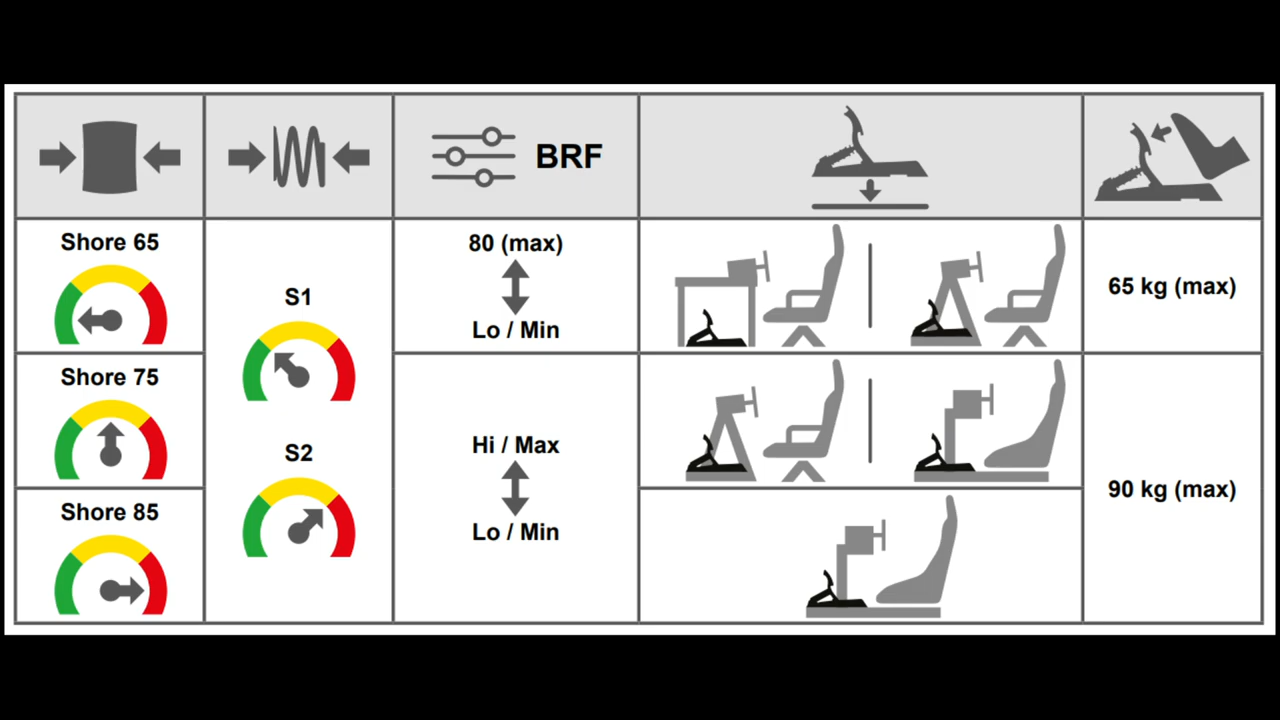 BRF
Shore 65
S1
80 (max)
Lo / Min
65 kg (max)
Shore 75
S2
Hi / Max
Lo / Min
90 kg (max)
Shore 85